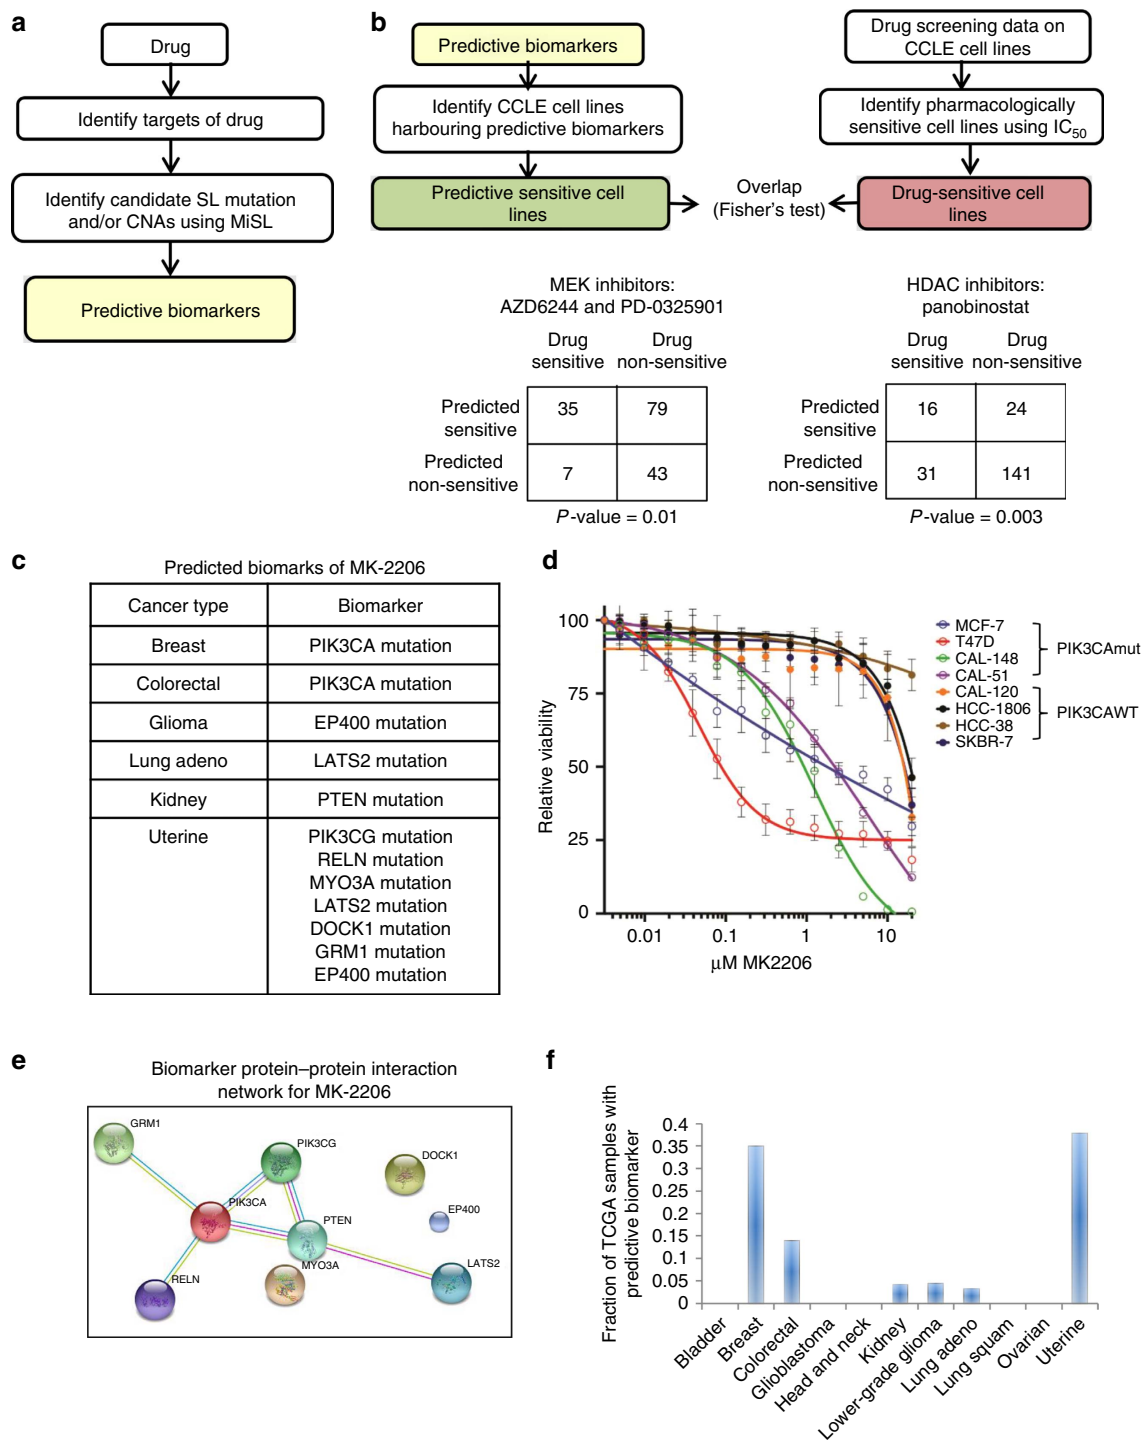 a
Drug
Identify targets of drug
Identify candidate SL mutation
and/or CNAs using MiSL
Predictive biomarkers
b
Predictive biomarkers
Identify CCLE cell lines
harbouring predictive biomarkers
Predictive sensitive cell
lines
Overlap
(Fisher's test)
Drug screening data on
CCLE cell lines
Identify pharmacologically
sensitive cell lines using IC50
Drug-sensitive cell
lines
MEK inhibitors:
AZD6244 and PD-0325901
Drug sensitive
Drug non-sensitive
Predicted sensitive
35 79
Predicted non-sensitive
7 43
P-value = 0.01
HDAC inhibitors:
panobinostat
Drug sensitive
Drug non-sensitive
Predicted sensitive
16 24
Predicted non-sensitive
31 141
P-value = 0.003
c
Predicted biomarks of MK-2206
Cancer type Biomarker
Breast PIK3CA mutation
Colorectal PIK3CA mutation
Glioma EP400 mutation
Lung adeno LATS2 mutation
Kidney PTEN mutation
Uterine PIK3CG mutation
RELN mutation
MYO3A mutation
LATS2 mutation
DOCK1 mutation
GRM1 mutation
EP400 mutation
d
Relative viability
100
75
50
25
0
0.01 0.1 1 10
μM MK2206
MCF-7
T47D
CAL-148
CAL-51
CAL-120
HCC-1806
HCC-38
SKBR-7
PIK3CAmut
PIK3CAWT
e
Biomarker protein–protein interaction
network for MK-2206
GRM1
PIK3CG
DOCK1
PIK3CA
EP400
PTEN
MYO3A
LATS2
RELN
f
Fraction of TCGA samples with
predictive biomarker
0.4
0.35
0.3
0.25
0.2
0.15
0.1
0.05
0
Bladder
Breast
Colorectal
Glioblastoma
Head and neck
Kidney
Lower-grade glioma
Lung adeno
Lung squam
Ovarian
Uterine